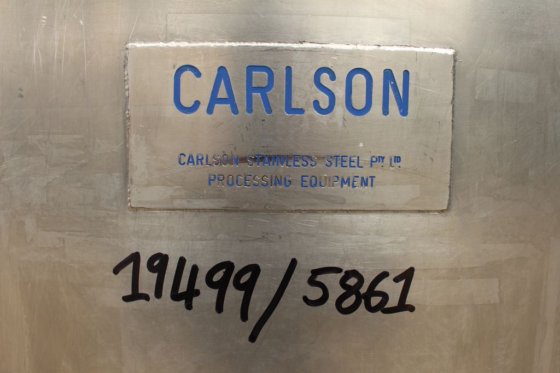 CARLSON
CARLSON STAINLESS STEEL PTY LTD
PROCESSING EQUIPMENT
19499/5861